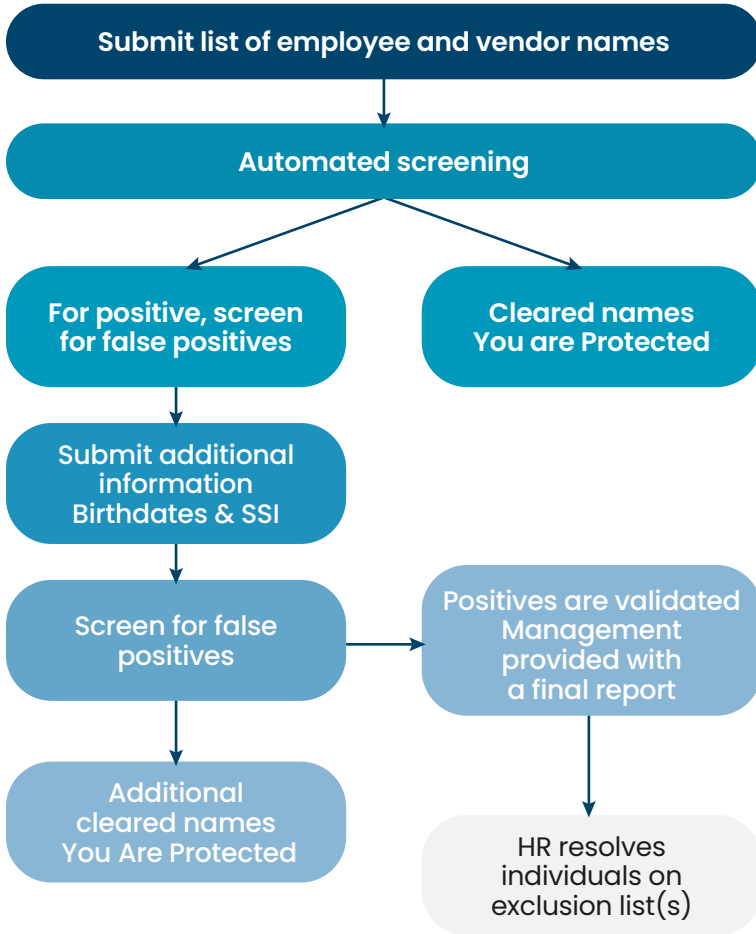 Submit list of employee and vendor names
Automated screening
For positive, screen
for false positives
Cleared names
You are Protected
Submit additional
information
Birthdates & SSI
Screen for false
positives
Positives are validated
Management
provided with
a final report
Additional
cleared names
You Are Protected
HR resolves
individuals on
exclusion list(s)